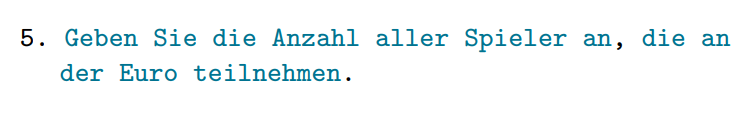 5. Geben Sie die Anzahl aller Spieler an, die an
der Euro teilnehmen.